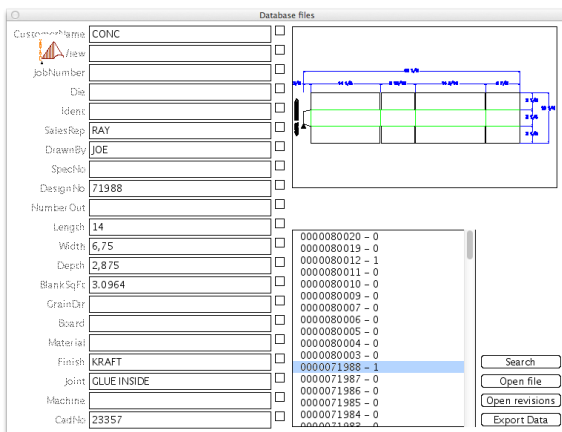 Database files
CustomerName CONC
View
JobNumber
Die
Ident
SalesRep RAY
DrawnBy JOE
SpecNo
DesignNo 71988
NumberOut
Length 14
Width 6,75
Depth 2,875
BlankSqFt 3.0964
GrainDir
Board
Material
Finish KRAFT
Joint GLUE INSIDE
Machine
CadNo 23357
0000080020 - 0
0000080019 - 0
0000080012 - 1
0000080011 - 0
0000080010 - 0
0000080009 - 0
0000080007 - 0
0000080006 - 0
0000080005 - 0
0000080004 - 0
0000080003 - 0
0000071988 - 1
0000071987 - 0
0000071986 - 0
0000071985 - 0
0000071984 - 0
0000071983 - 0
Search
Open file
Open revisions
Export Data